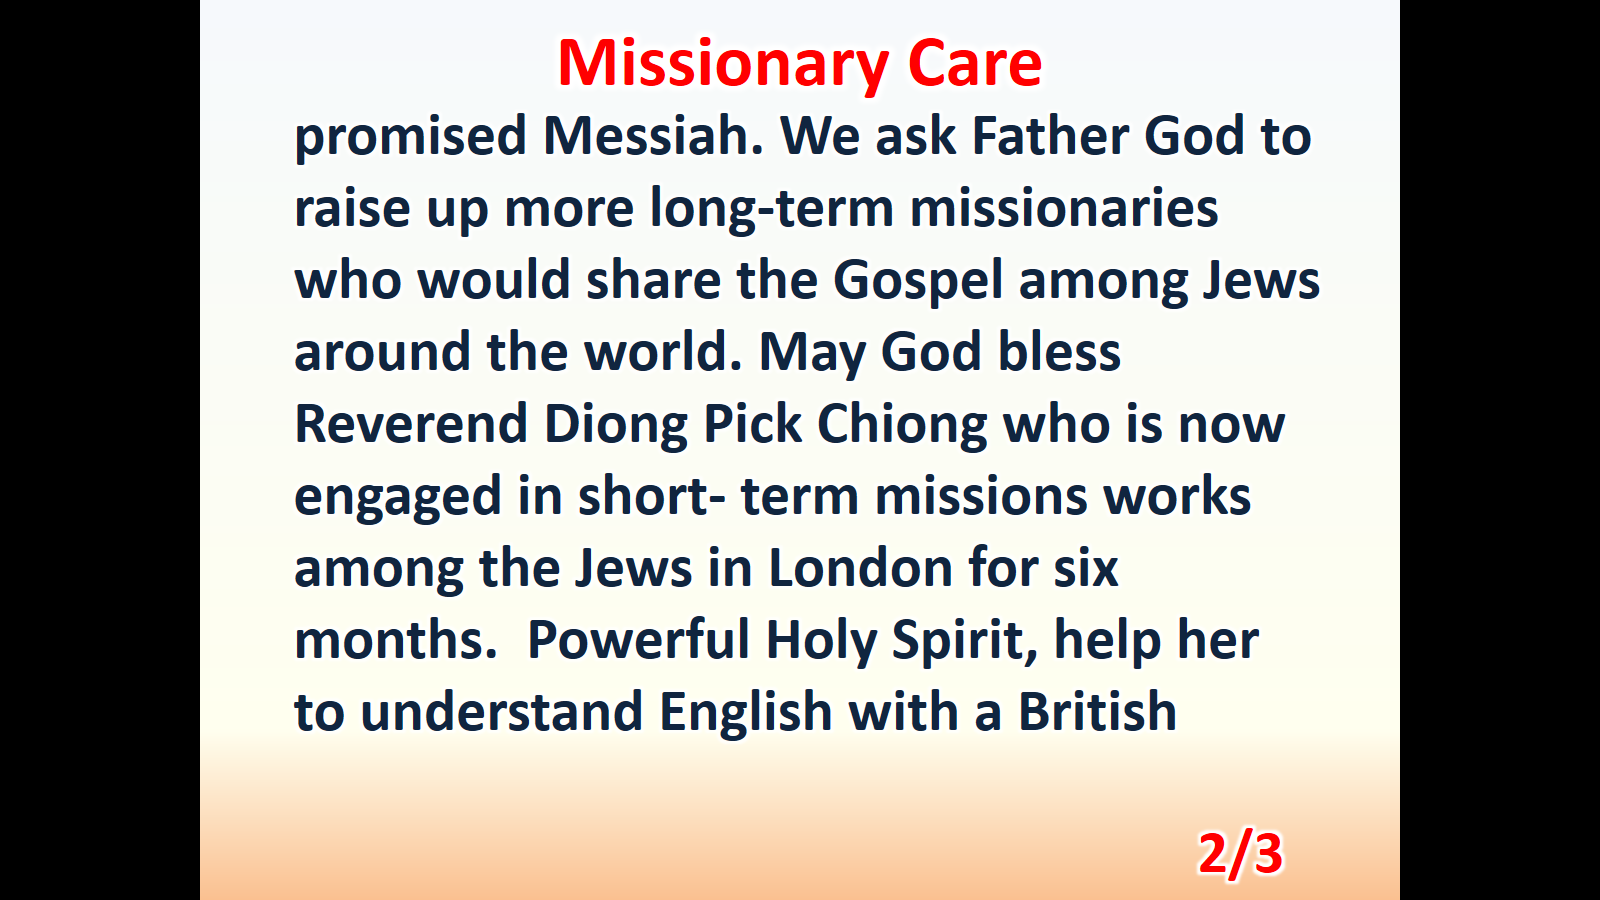 Missionary Care
promised Messiah. We ask Father God to
raise up more long-term missionaries
who would share the Gospel among Jews
around the world. May God bless
Reverend Diong Pick Chiong who is now
engaged in short- term missions works
among the Jews in London for six
months.  Powerful Holy Spirit, help her
to understand English with a British
2/3